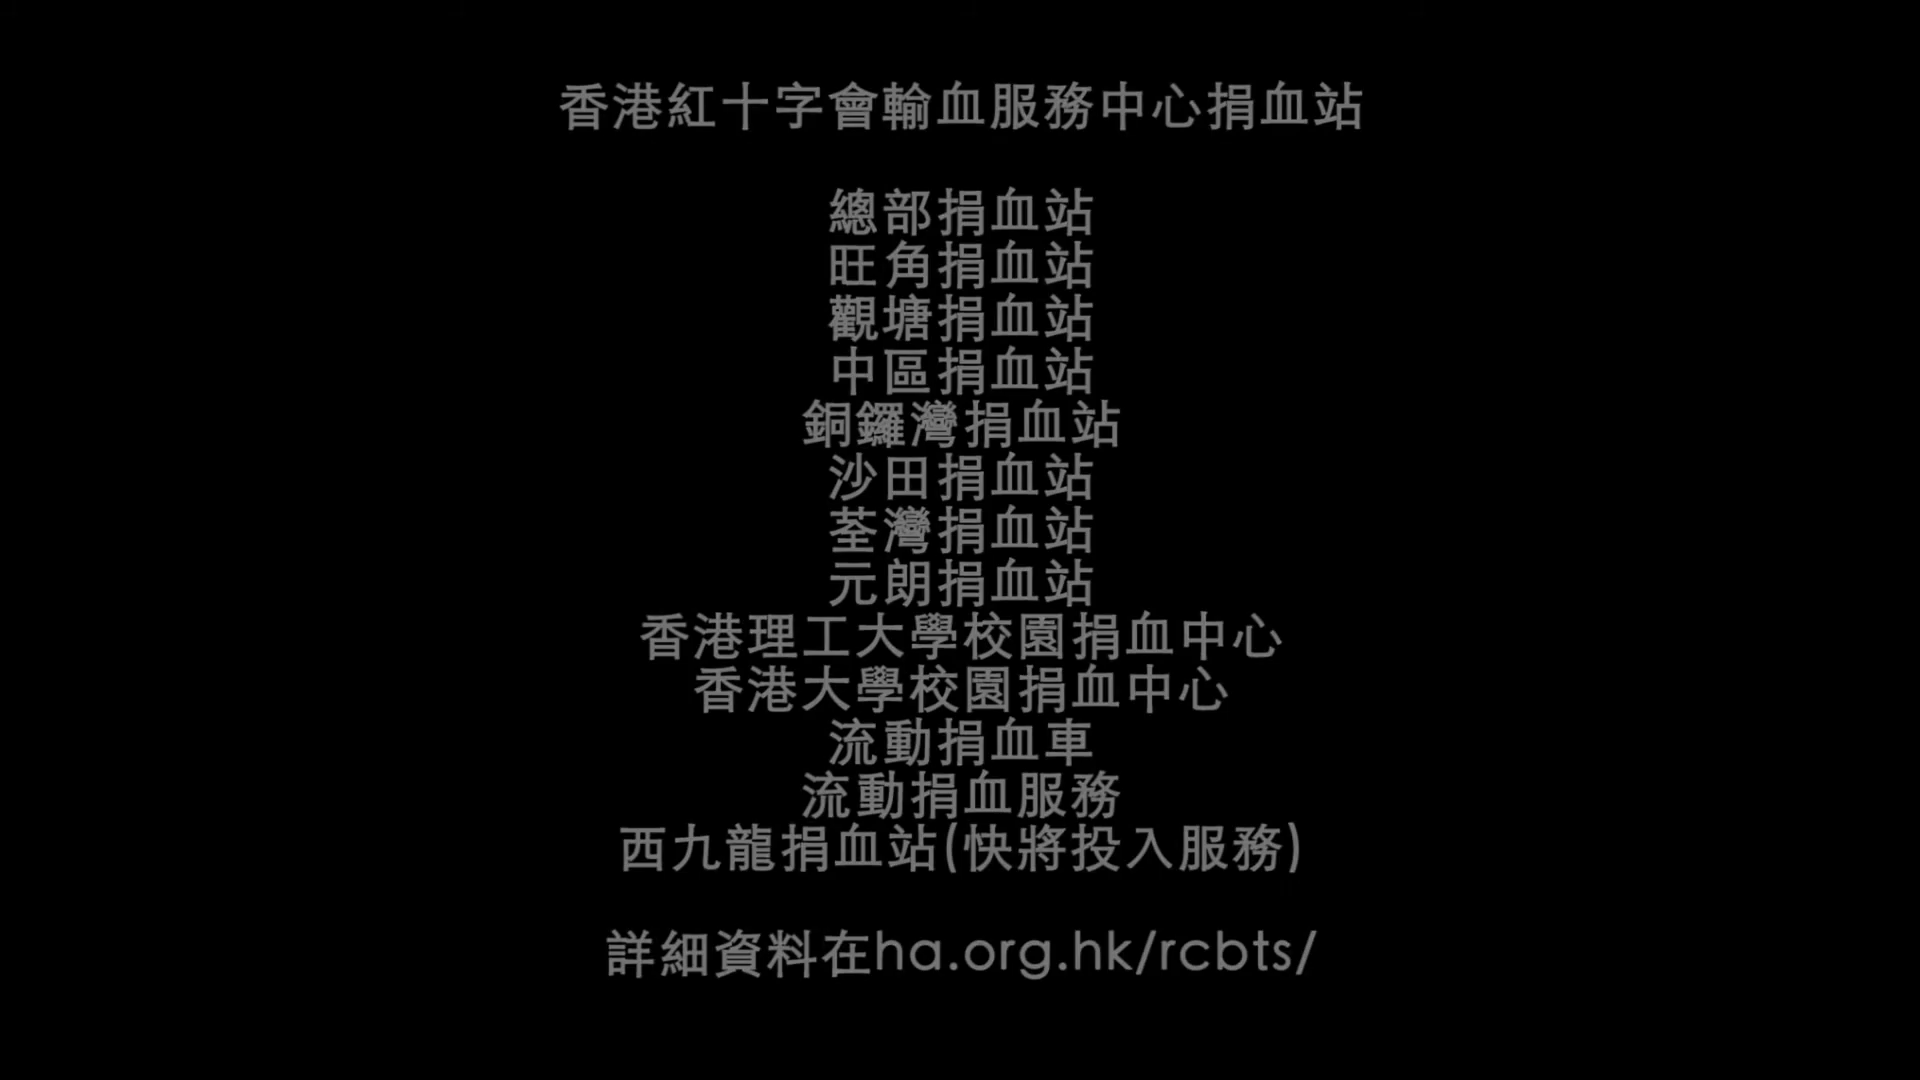 香港紅十字會輸血服務中心捐血站
總部捐血站
旺角捐血站
觀塘捐血站
中區捐血站
銅鑼灣捐血站
沙田捐血站
荃灣捐血站
元朗捐血站
香港理工大學校園捐血中心
香港大學校園捐血中心
流動捐血車
流動捐血服務
西九龍捐血站(快將投入服務)
詳細資料在ha.org.hk/rcbts/